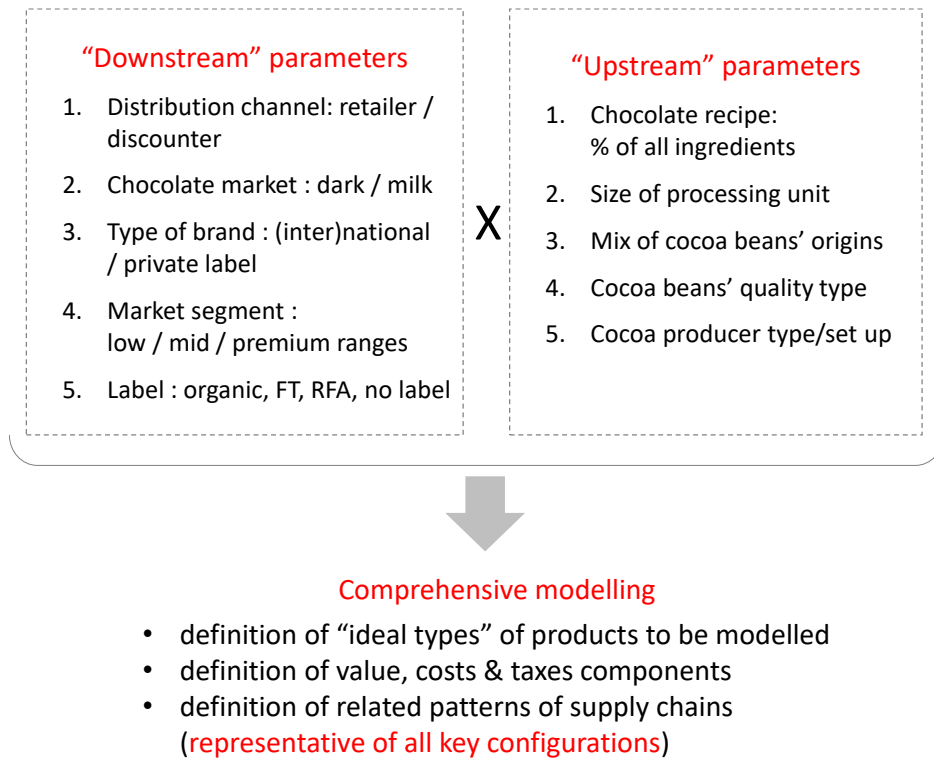 “Downstream” parameters
1. Distribution channel: retailer /
discounter
2. Chocolate market : dark / milk
3. Type of brand : (inter)national
/ private label
4. Market segment :
low / mid / premium ranges
5. Label : organic, FT, RFA, no label
X
“Upstream” parameters
1. Chocolate recipe:
% of all ingredients
2. Size of processing unit
3. Mix of cocoa beans’ origins
4. Cocoa beans’ quality type
5. Cocoa producer type/set up
Comprehensive modelling
• definition of “ideal types” of products to be modelled
• definition of value, costs & taxes components
• definition of related patterns of supply chains
(representative of all key configurations)